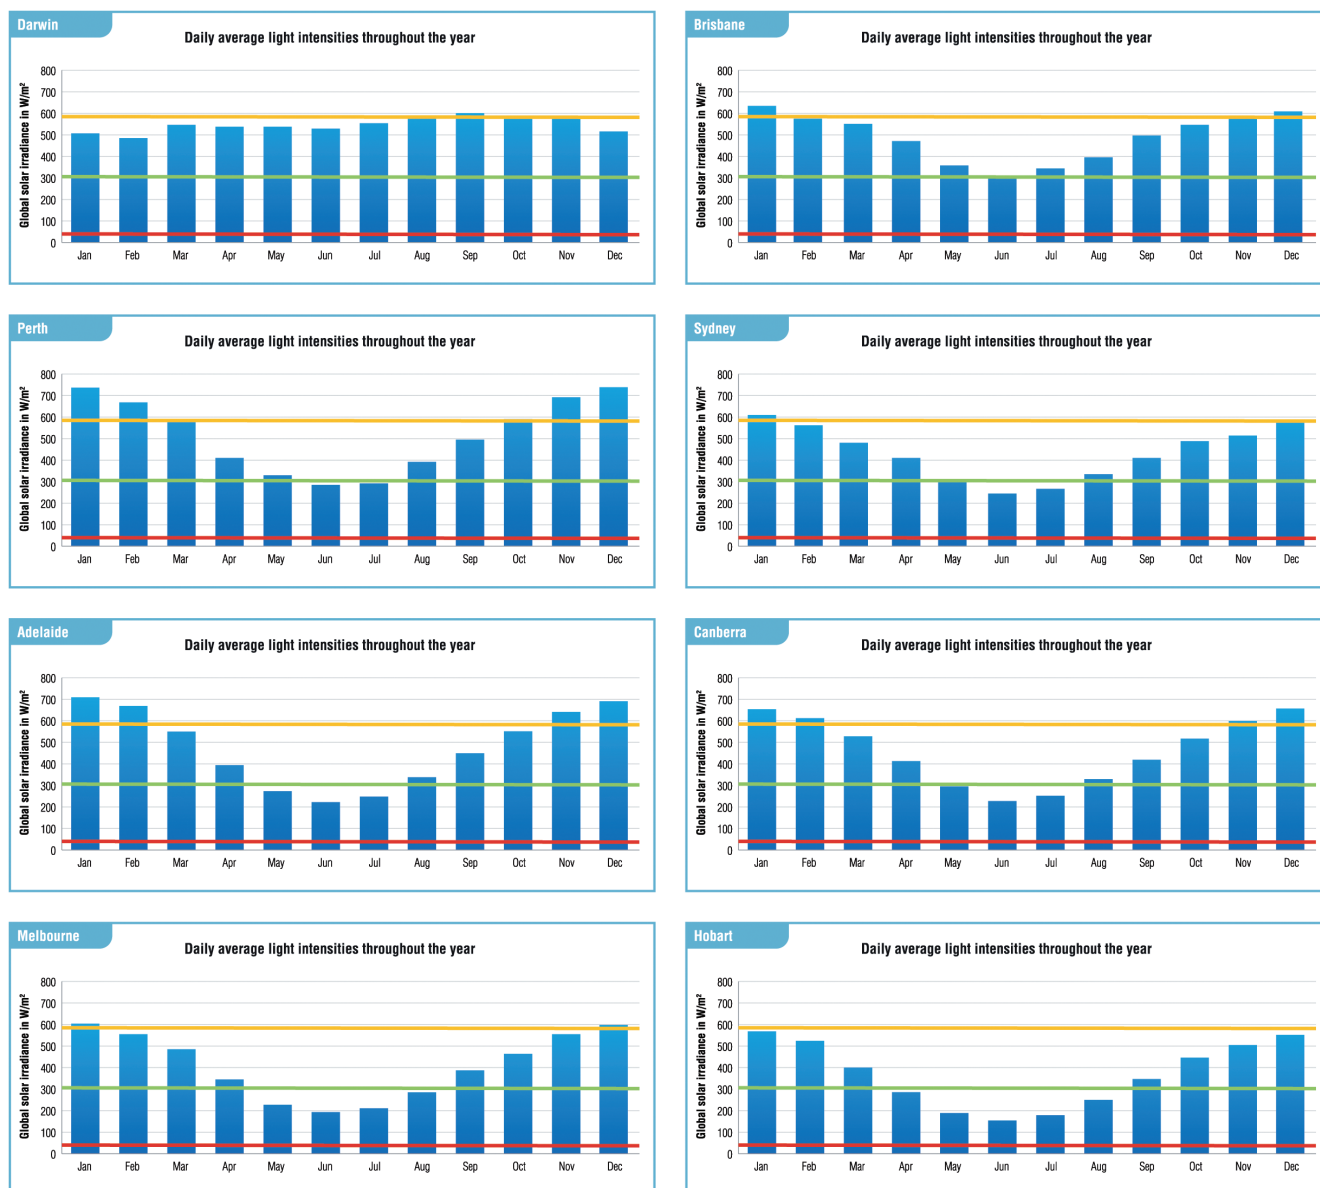 Darwin
Daily average light intensities throughout the year
Global solar irradiance in W/m²
800
700
600
500
400
300
200
100
0
Jan Feb Mar Apr May Jun Jul Aug Sep Oct Nov Dec
Brisbane
Daily average light intensities throughout the year
Global solar irradiance in W/m²
800
700
600
500
400
300
200
100
0
Jan Feb Mar Apr May Jun Jul Aug Sep Oct Nov Dec
Perth
Daily average light intensities throughout the year
Global solar irradiance in W/m²
800
700
600
500
400
300
200
100
0
Jan Feb Mar Apr May Jun Jul Aug Sep Oct Nov Dec
Sydney
Daily average light intensities throughout the year
Global solar irradiance in W/m²
800
700
600
500
400
300
200
100
0
Jan Feb Mar Apr May Jun Jul Aug Sep Oct Nov Dec
Adelaide
Daily average light intensities throughout the year
Global solar irradiance in W/m²
800
700
600
500
400
300
200
100
0
Jan Feb Mar Apr May Jun Jul Aug Sep Oct Nov Dec
Canberra
Daily average light intensities throughout the year
Global solar irradiance in W/m²
800
700
600
500
400
300
200
100
0
Jan Feb Mar Apr May Jun Jul Aug Sep Oct Nov Dec
Melbourne
Daily average light intensities throughout the year
Global solar irradiance in W/m²
800
700
600
500
400
300
200
100
0
Jan Feb Mar Apr May Jun Jul Aug Sep Oct Nov Dec
Hobart
Daily average light intensities throughout the year
Global solar irradiance in W/m²
800
700
600
500
400
300
200
100
0
Jan Feb Mar Apr May Jun Jul Aug Sep Oct Nov Dec